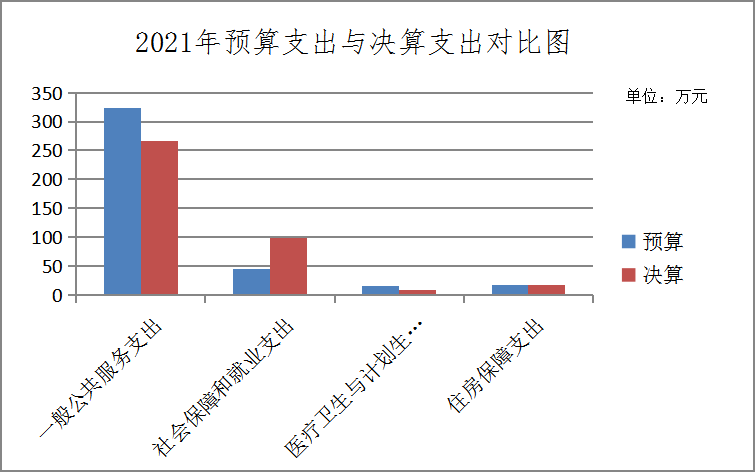 2021年预算支出与决算支出对比图
单位：万元
350
300
250
200
150
100
50
0
预算
决算
一般公共服务支出
社会保障和就业支出
医疗卫生与计划生…
住房保障支出